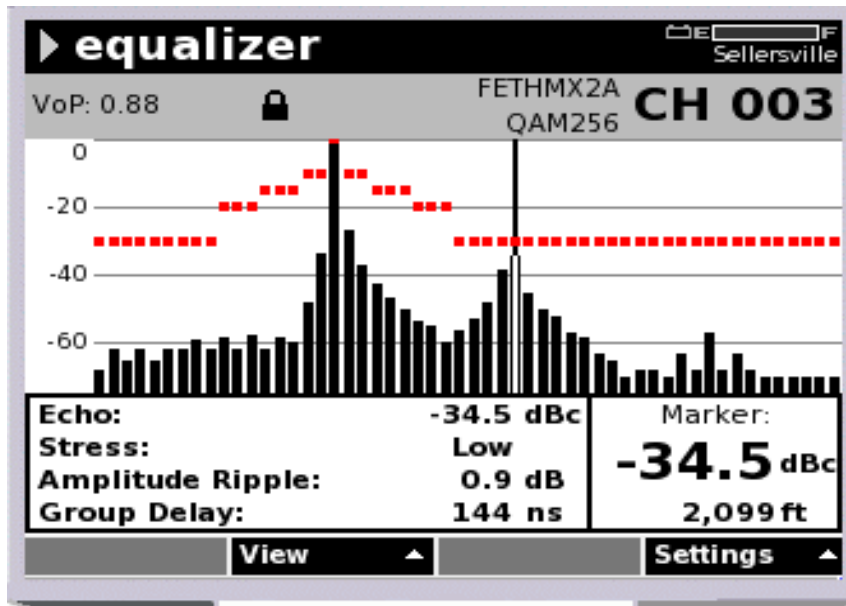 equalizer
E F
Sellersville
VoP: 0.88
FETHMX2A
QAM256
CH 003
0
-20
-40
-60
Echo: -34.5 dBc
Stress: Low
Amplitude Ripple: 0.9 dB
Group Delay: 144 ns
Marker:
-34.5 dBc
2,099 ft
View
Settings